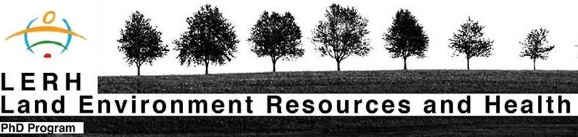 LERH
Land Environment Resources and Health
PhD Program